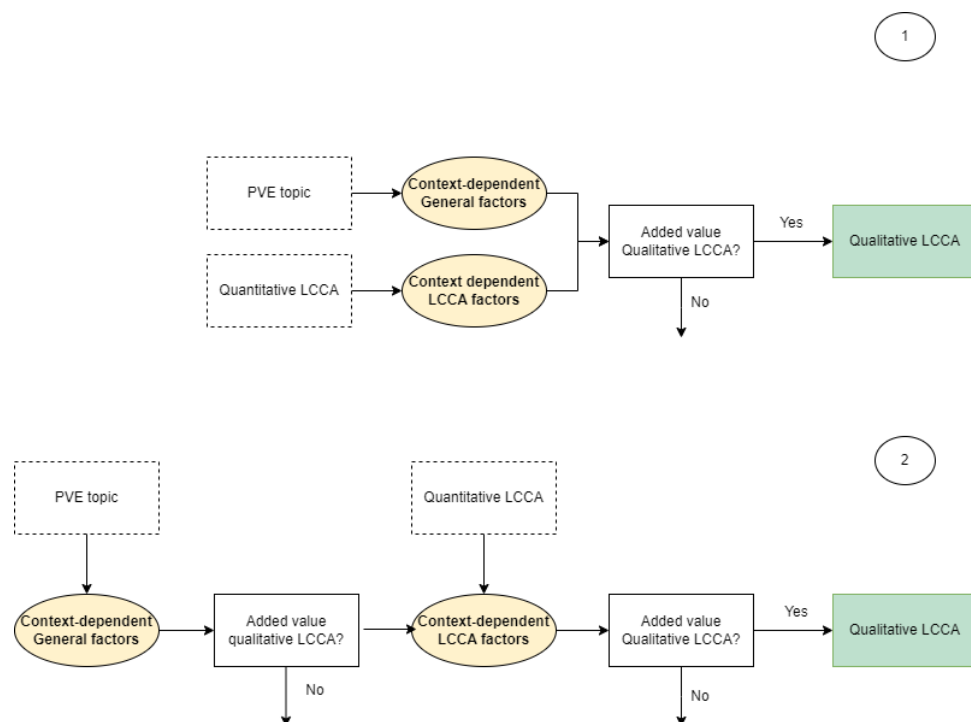 1
PVE topic
Context-dependent
General factors
Added value
Qualitative LCCA?
Yes
Qualitative LCCA
Quantitative LCCA
Context dependent
LCCA factors
No
2
PVE topic
Quantitative LCCA
Context-dependent
General factors
Added value
qualitative LCCA?
Context-dependent
LCCA factors
Added value
Qualitative LCCA?
Yes
Qualitative LCCA
No
No